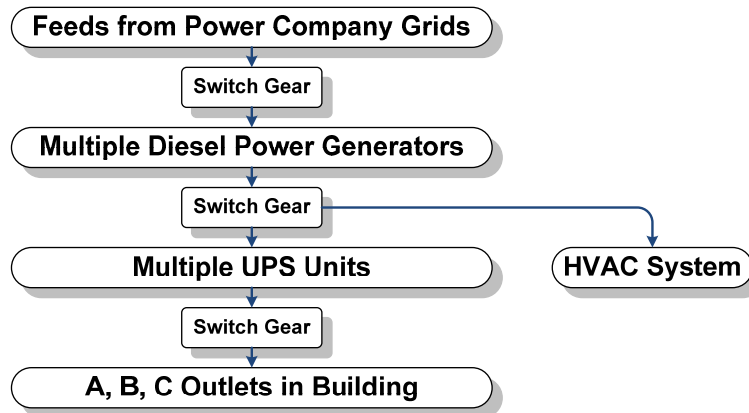 Feeds from Power Company Grids
Switch Gear
Multiple Diesel Power Generators
Switch Gear
Multiple UPS Units
HVAC System
Switch Gear
A, B, C Outlets in Building